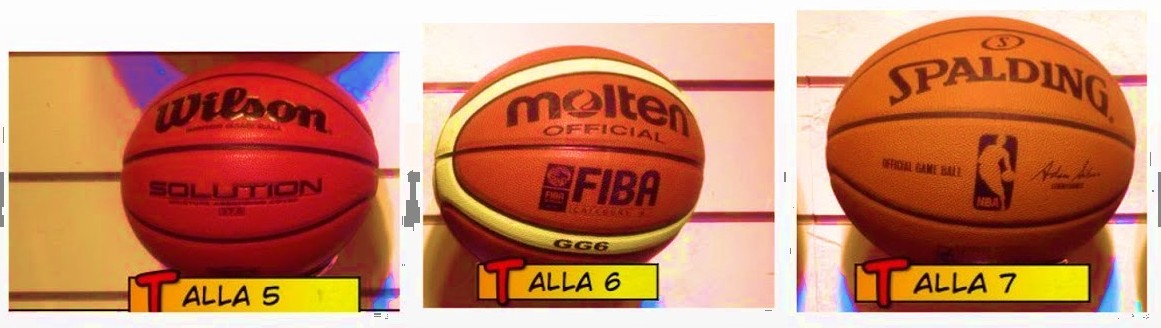 Wilson
SOLUTION
TALLA 5
molten
OFFICIAL
FIBA
GG6
TALLA 6
SPALDING
OFFICIAL GAME BALL
NBA
TALLA 7